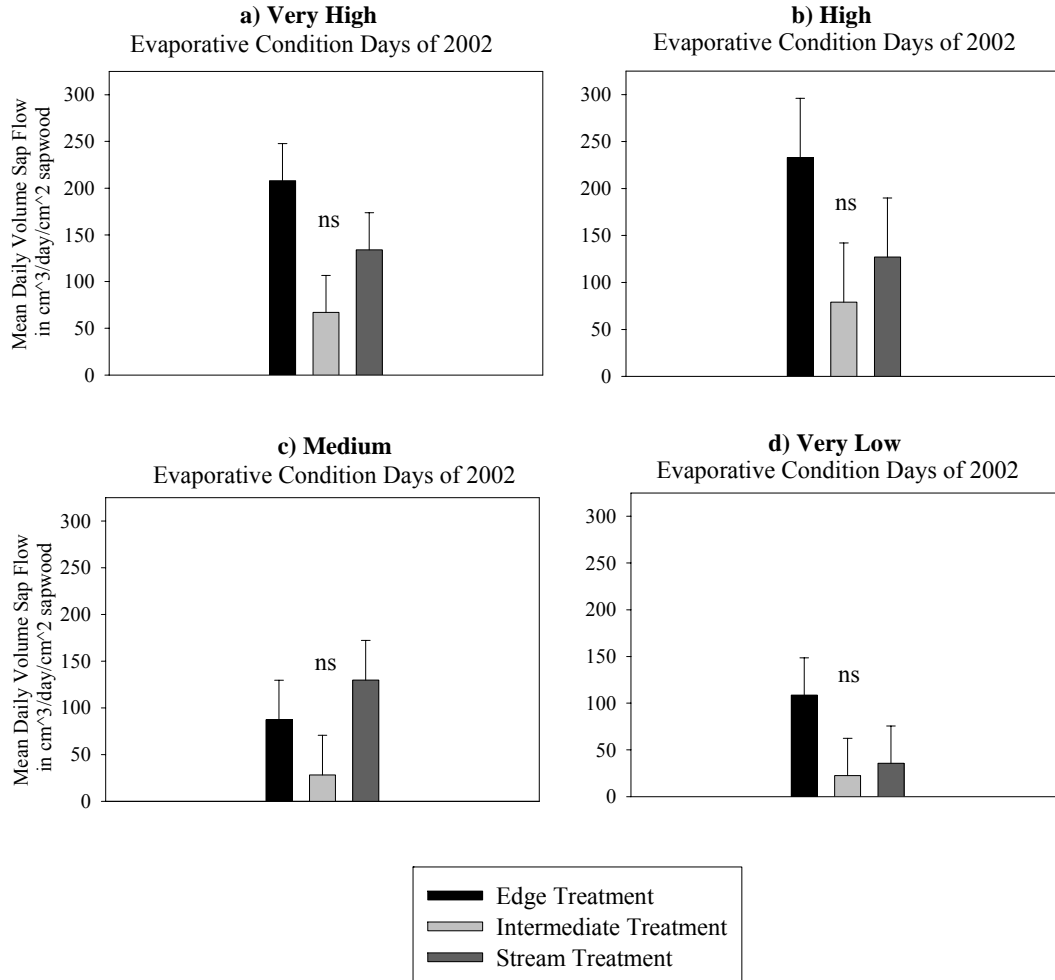 a) Very High
Evaporative Condition Days of 2002
Mean Daily Volume Sap Flow
in cm^3/day/cm^2 sapwood
300
250
200
150
100
50
0
ns
b) High
Evaporative Condition Days of 2002
300
250
200
150
100
50
0
ns
c) Medium
Evaporative Condition Days of 2002
Mean Daily Volume Sap Flow
in cm^3/day/cm^2 sapwood
300
250
200
150
100
50
0
ns
d) Very Low
Evaporative Condition Days of 2002
300
250
200
150
100
50
0
ns
Edge Treatment
Intermediate Treatment
Stream Treatment